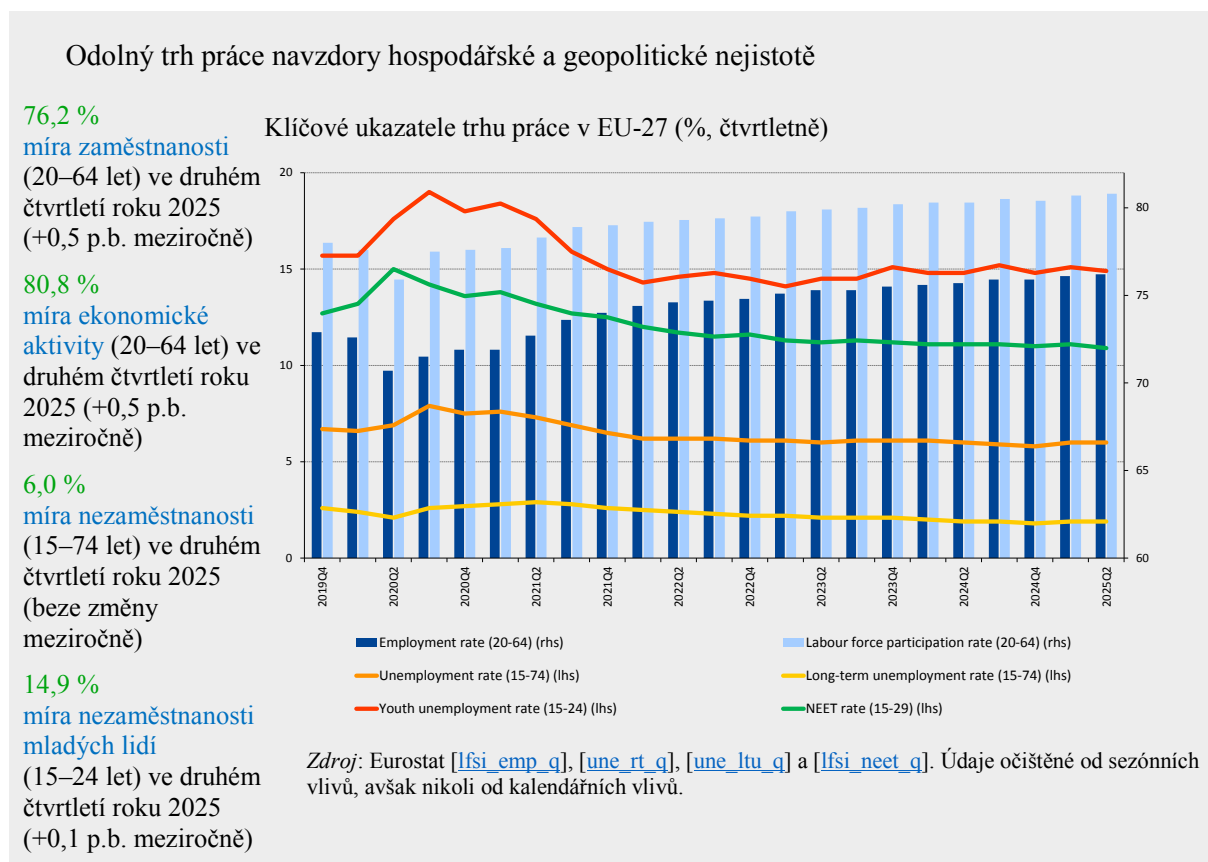 Odolný trh práce navzdory hospodářské a geopolitické nejistotě
76,2 %
míra zaměstnanosti
(20–64 let) ve druhém
čtvrtletí roku 2025
(+0,5 p.b. meziročně)
80,8 %
míra ekonomické
aktivity (20–64 let) ve
druhém čtvrtletí roku
2025 (+0,5 p.b.
meziročně)
6,0 %
míra nezaměstnanosti
(15–74 let) ve druhém
čtvrtletí roku 2025
(beze změny
meziročně)
14,9 %
míra nezaměstnanosti
mladých lidí
(15–24 let) ve druhém
čtvrtletí roku 2025
(+0,1 p.b. meziročně)
Klíčové ukazatele trhu práce v EU-27 (%, čtvrtletně)
20
15
10
5
0
80
75
70
65
60
2019Q4
2020Q2
2020Q4
2021Q2
2021Q4
2022Q2
2022Q4
2023Q2
2023Q4
2024Q2
2024Q4
2025Q2
Employment rate (20-64) (rhs)
Labour force participation rate (20-64) (rhs)
Unemployment rate (15-74) (lhs)
Long-term unemployment rate (15-74) (lhs)
Youth unemployment rate (15-24) (lhs)
NEET rate (15-29) (lhs)
Zdroj: Eurostat [lfsi_emp_q], [une_rt_q], [une_ltu_q] a [lfsi_neet_q]. Údaje očištěné od sezónních
vlivů, avšak nikoli od kalendářních vlivů.